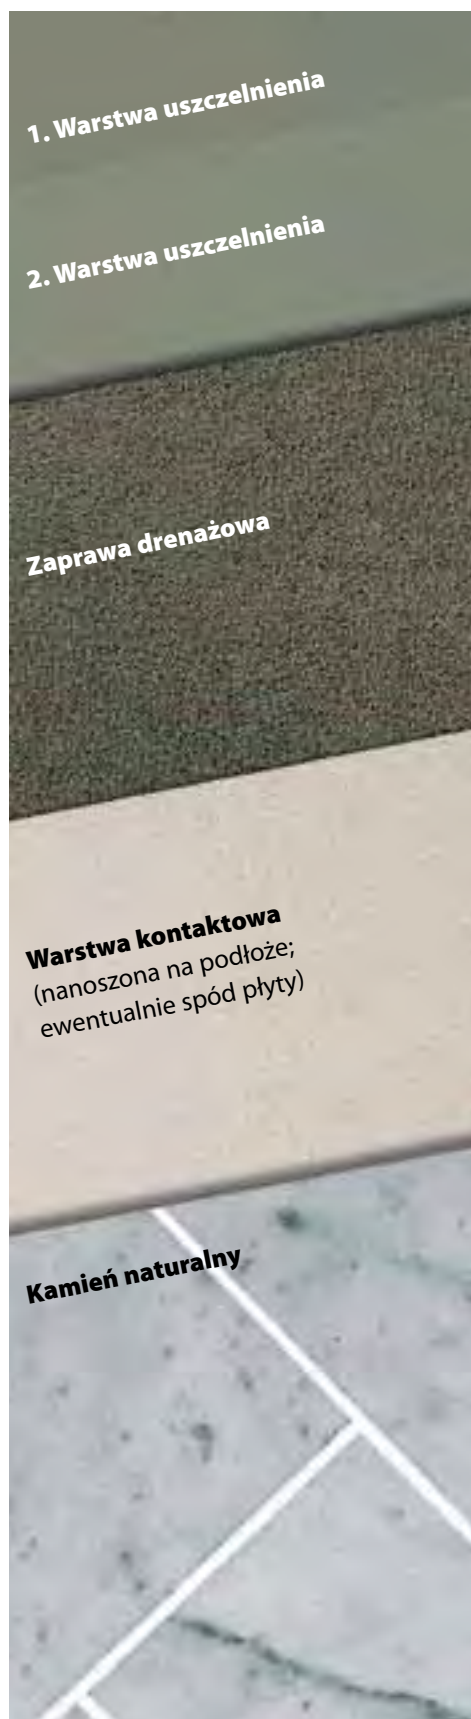 1. Warstwa uszczelnienia
2. Warstwa uszczelnienia
Zaprawa drenażowa
Warstwa kontaktowa
(nanoszona na podłoże;
ewentualnie spód płyty)
Kamień naturalny